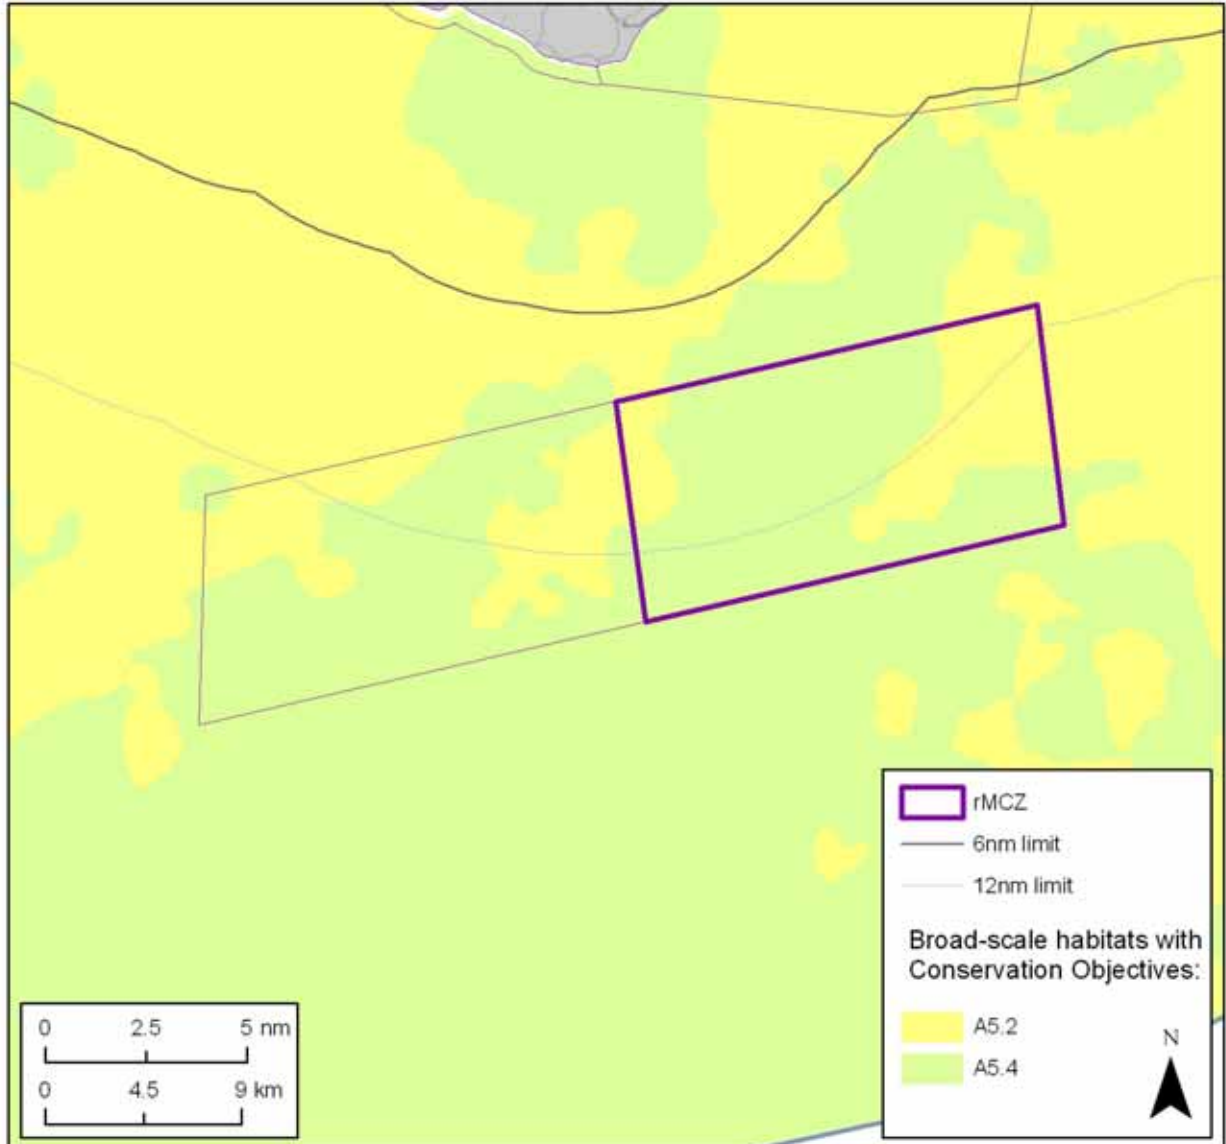 rMCZ
6nm limit
12nm limit
Broad-scale habitats with
Conservation Objectives:
A5.2
A5.4
N
0 2.5 5 nm
0 4.5 9 km